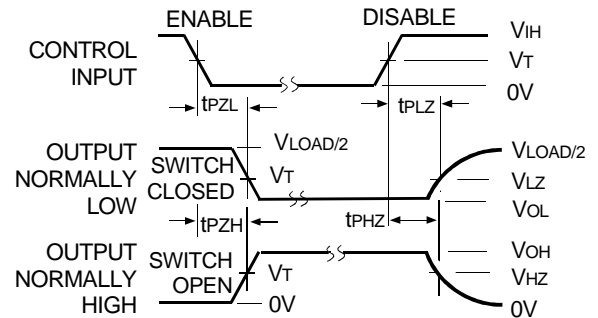 ENABLE DISABLE
CONTROL INPUT
VIH
VT
0V
tPZL tPLZ
OUTPUT NORMALLY LOW
SWITCH CLOSED
VLOAD/2
VT
VLOAD/2
VLZ
VOL
tPZH tPHZ
OUTPUT NORMALLY HIGH
SWITCH OPEN
VT
0V
VOH
VHZ
0V